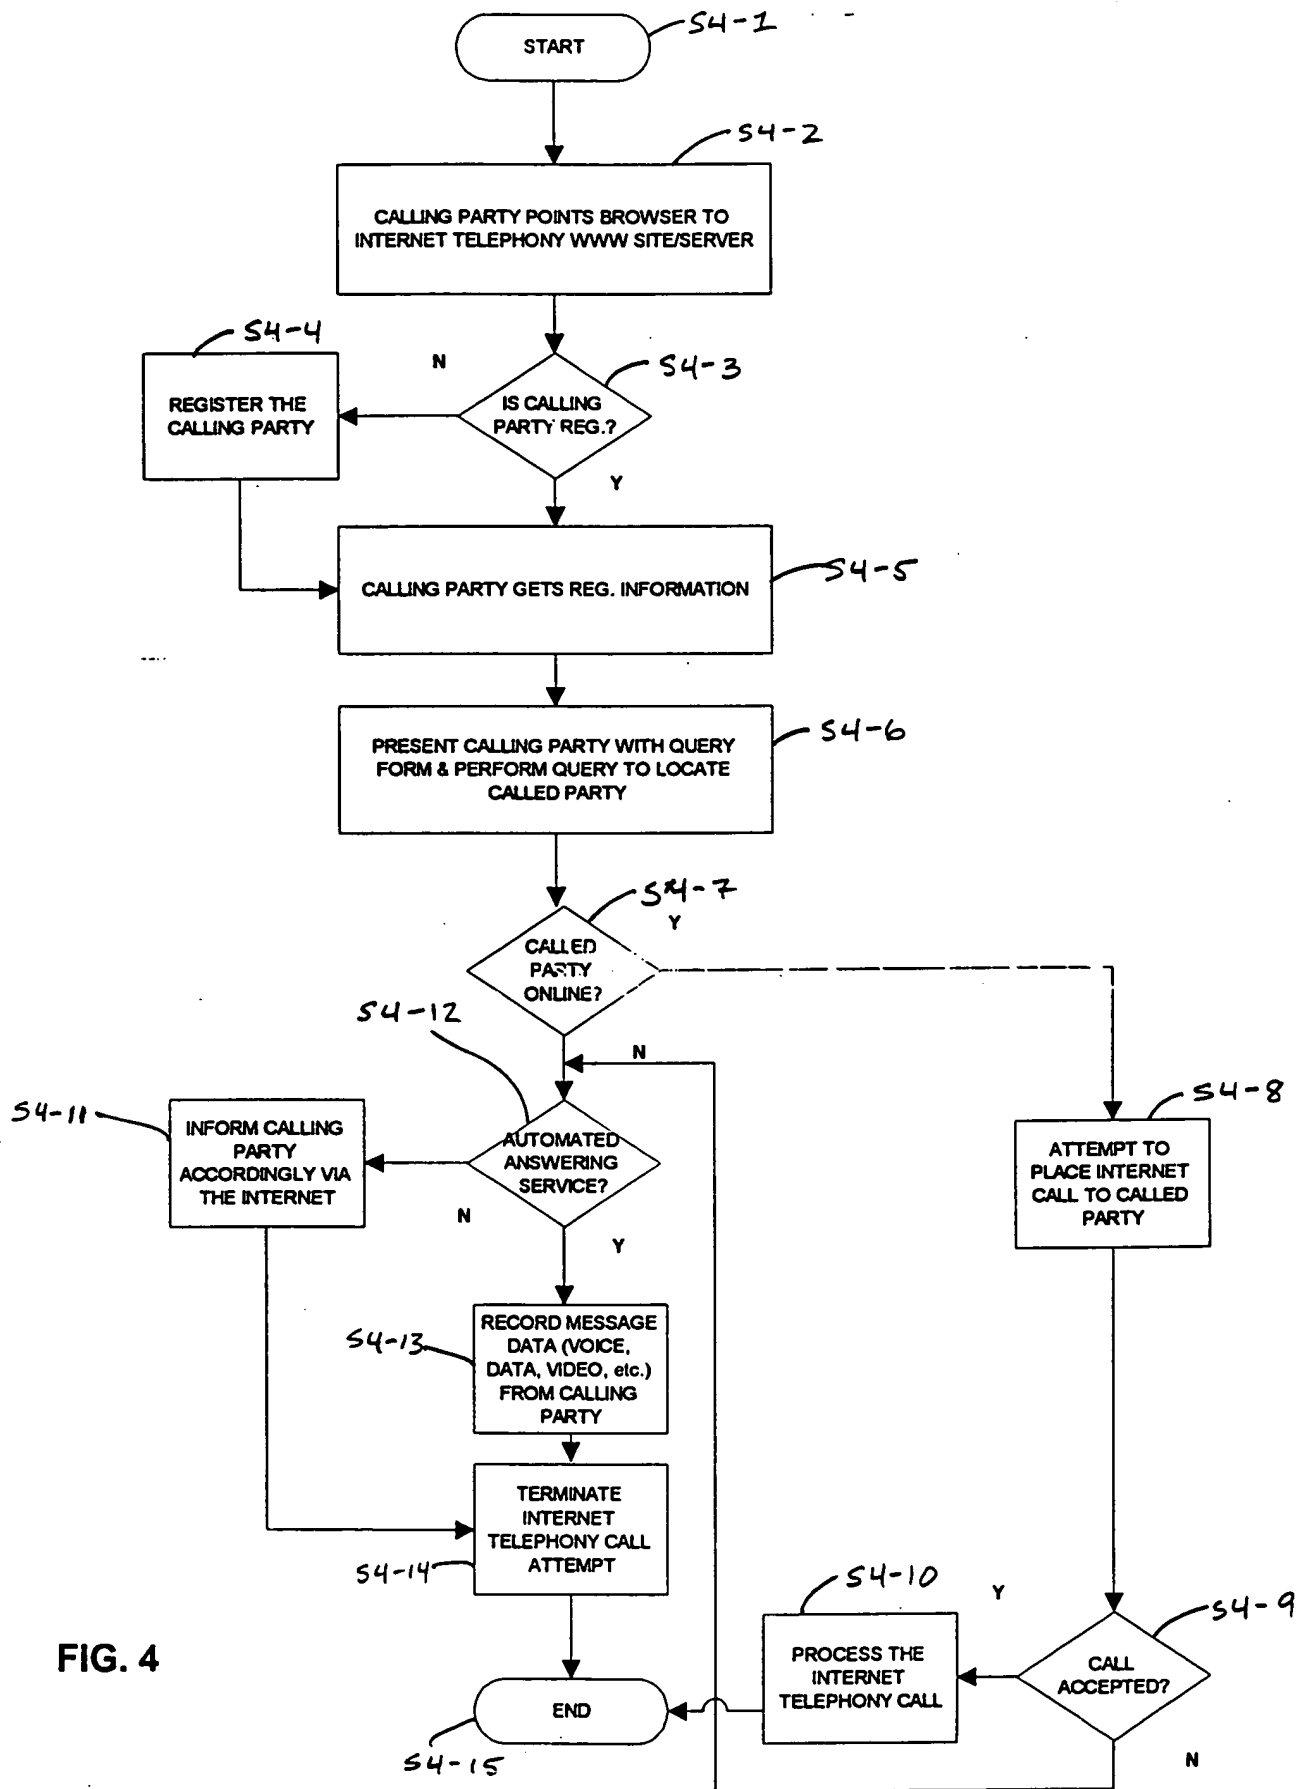 START
S4-1
S4-2
CALLING PARTY POINTS BROWSER TO
INTERNET TELEPHONY WWW SITE/SERVER
S4-4
N
S4-3
REGISTER THE
CALLING PARTY
IS CALLING
PARTY REG.?
Y
S4-5
CALLING PARTY GETS REG. INFORMATION
S4-6
PRESENT CALLING PARTY WITH QUERY
FORM & PERFORM QUERY TO LOCATE
CALLED PARTY
S4-7
Y
CALLED
PARTY
ONLINE?
S4-12
N
S4-11
INFORM CALLING
PARTY
ACCORDINGLY VIA
THE INTERNET
AUTOMATED
ANSWERING
SERVICE?
N
Y
S4-8
ATTEMPT TO
PLACE INTERNET
CALL TO CALLED
PARTY
S4-13
RECORD MESSAGE
DATA (VOICE,
DATA, VIDEO, etc.)
FROM CALLING
PARTY
TERMINATE
INTERNET
TELEPHONY CALL
ATTEMPT
S4-14
S4-10
Y
S4-9
PROCESS THE
INTERNET
TELEPHONY CALL
CALL
ACCEPTED?
N
END
S4-15
FIG. 4